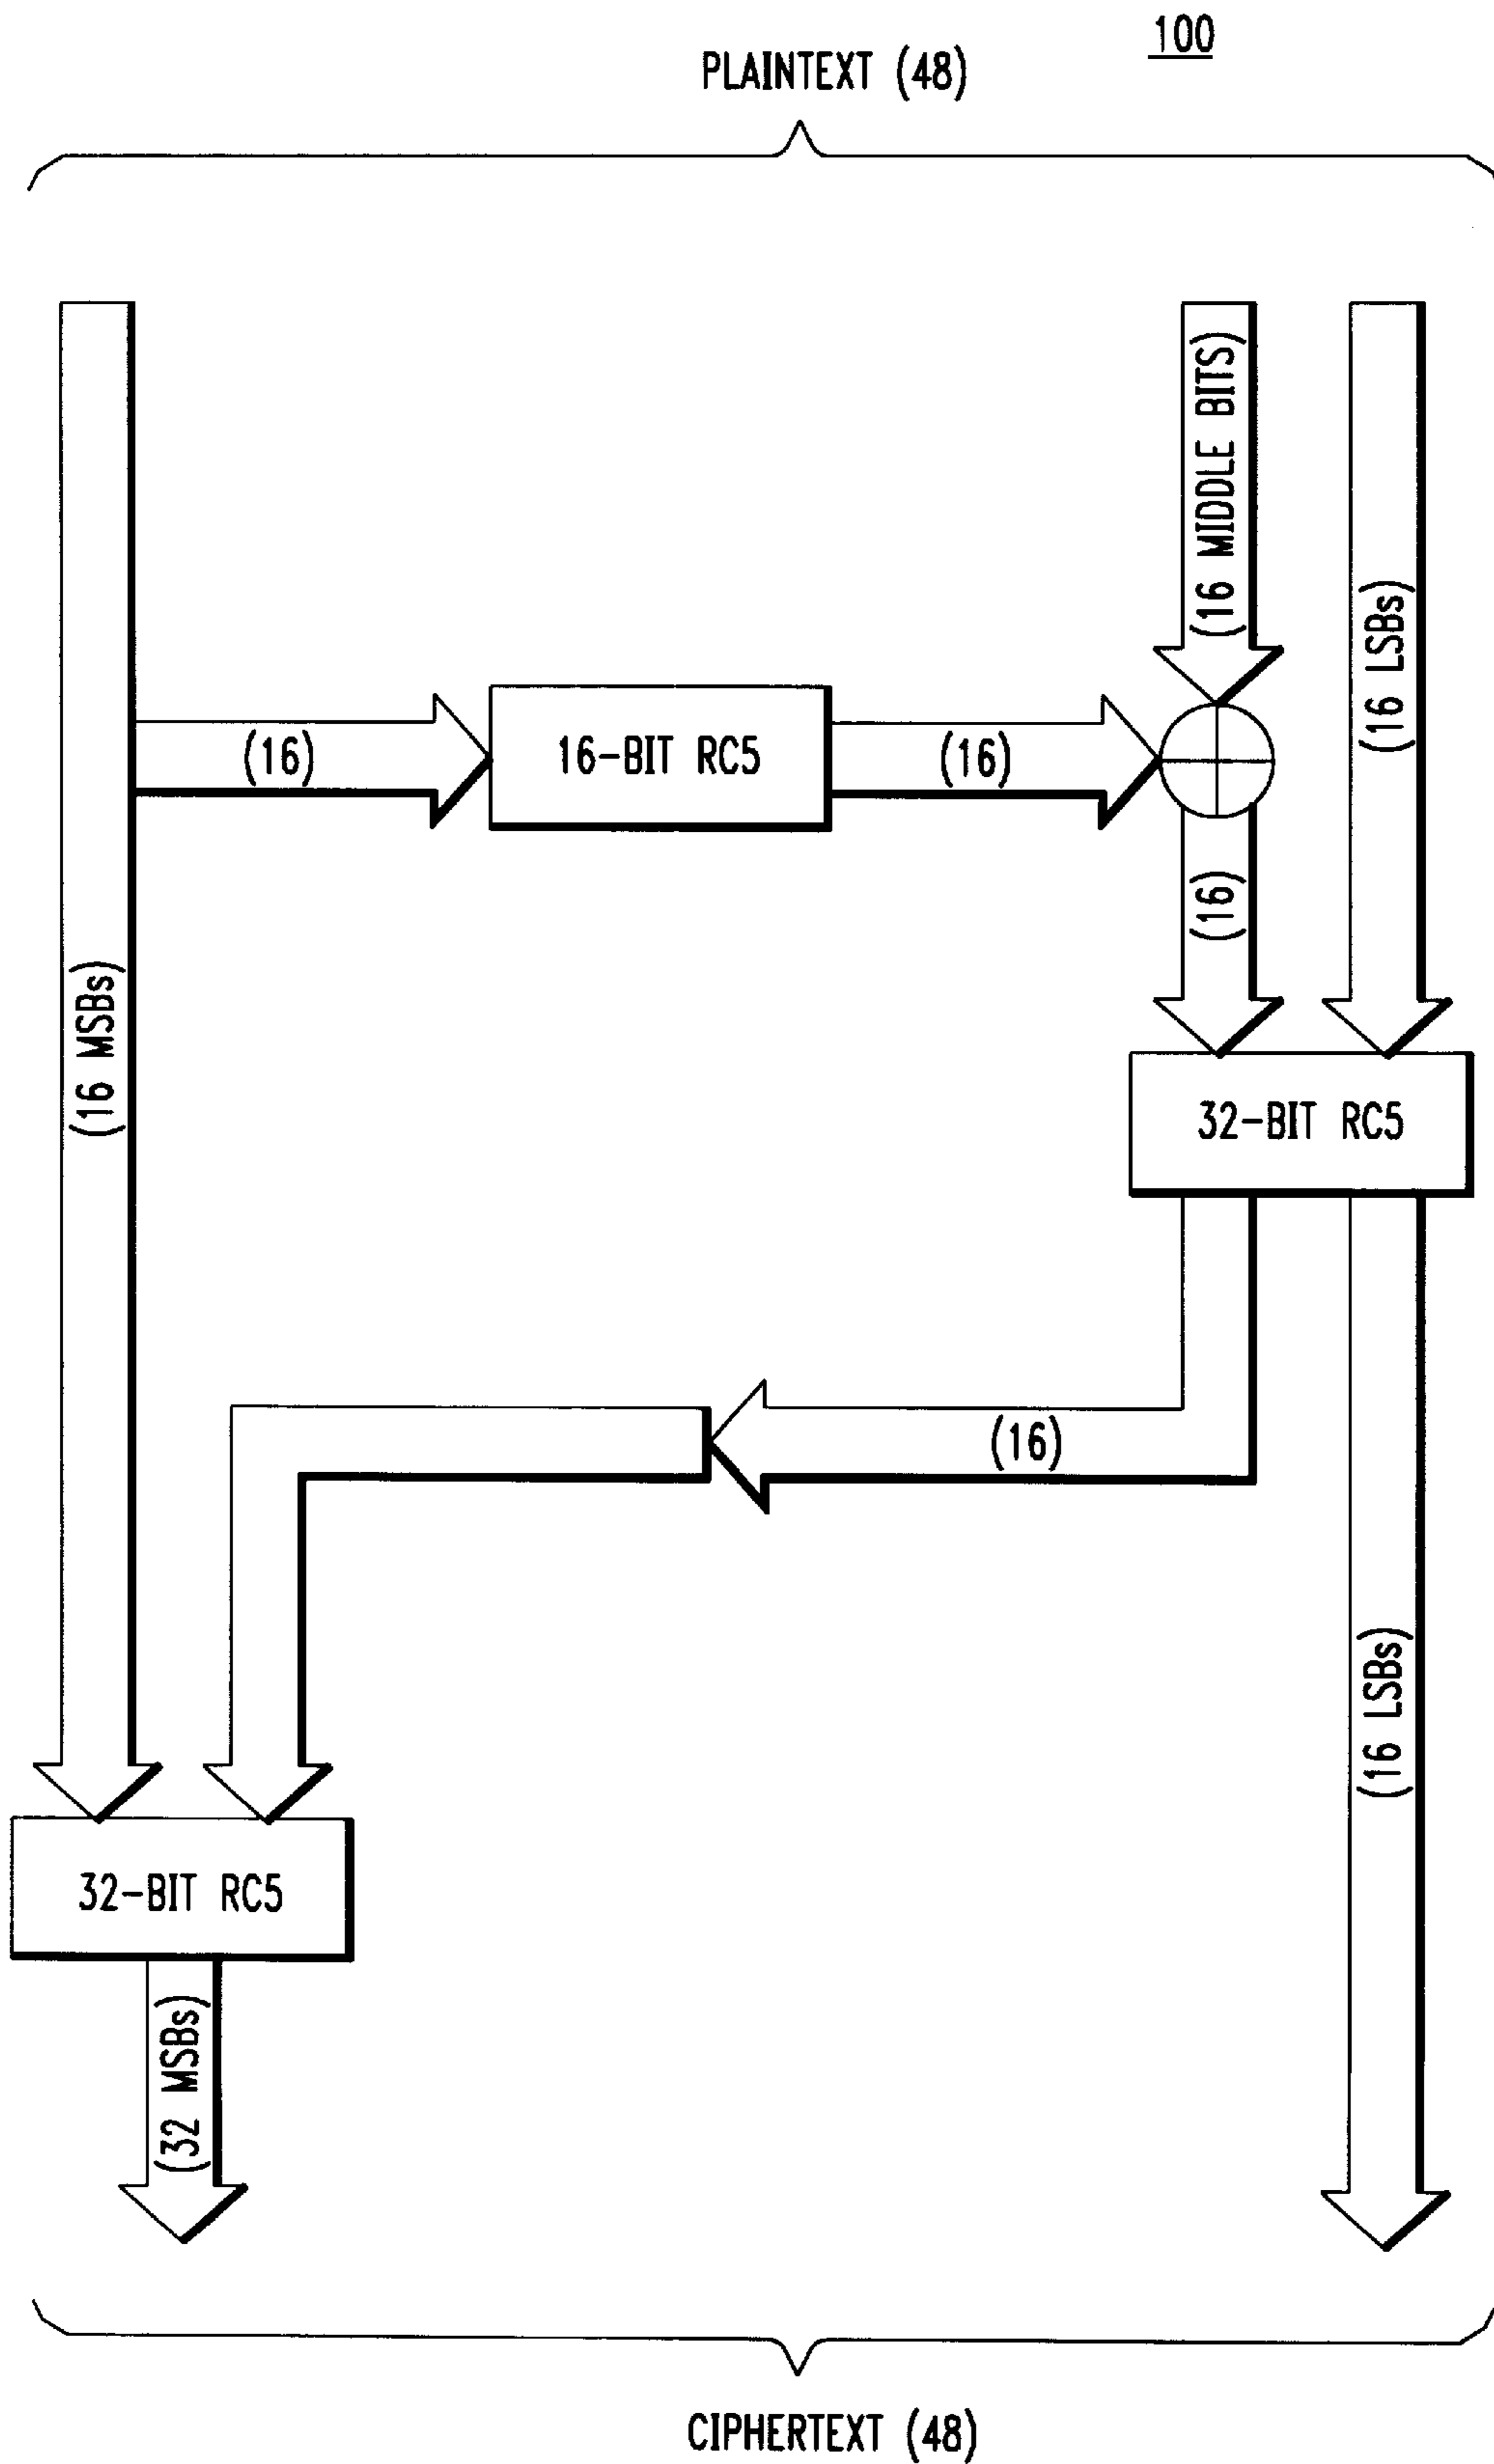 100
PLAINTEXT (48)
(16 MIDDLE BITS)
(16 LSBs)
(16)
16-BIT RC5
(16)
(16)
(16 MSBs)
32-BIT RC5
(16)
(16 LSBs)
32-BIT RC5
(32 MSBs)
CIPHERTEXT (48)